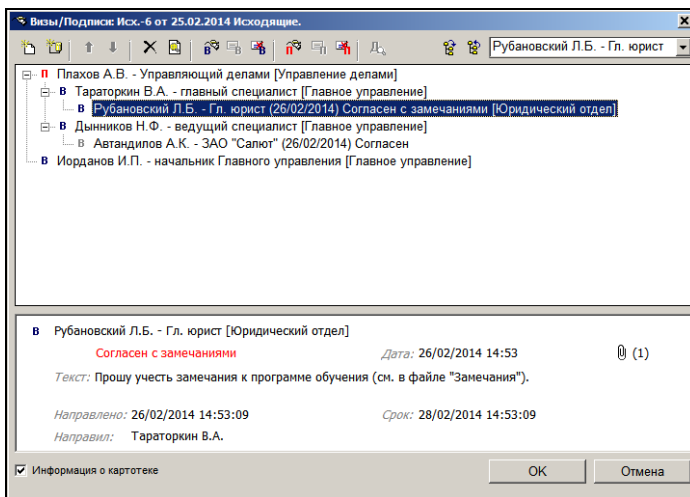 Визы/Подписи: Исх.-6 от 25.02.2014 Исходящие.
Рубановский Л.Б. - Гл. юрист
П Плахов А.В. - Управляющий делами [Управление делами]
В Тараторкин В.А. - главный специалист [Главное управление]
В Рубановский Л.Б. - Гл. юрист (26/02/2014) Согласен с замечаниями [Юридический отдел]
В Дынников Н.Ф. - ведущий специалист [Главное управление]
В Автандилов А.К. - ЗАО "Салют" (26/02/2014) Согласен
В Иорданов И.П. - начальник Главного управления [Главное управление]
В Рубановский Л.Б. - Гл. юрист [Юридический отдел]
Согласен с замечаниями Дата: 26/02/2014 14:53 (1)
Текст: Прошу учесть замечания к программе обучения (см. в файле "Замечания").
Направлено: 26/02/2014 14:53:09 Срок: 28/02/2014 14:53:09
Направил: Тараторкин В.А.
Информация о картотеке OK Отмена